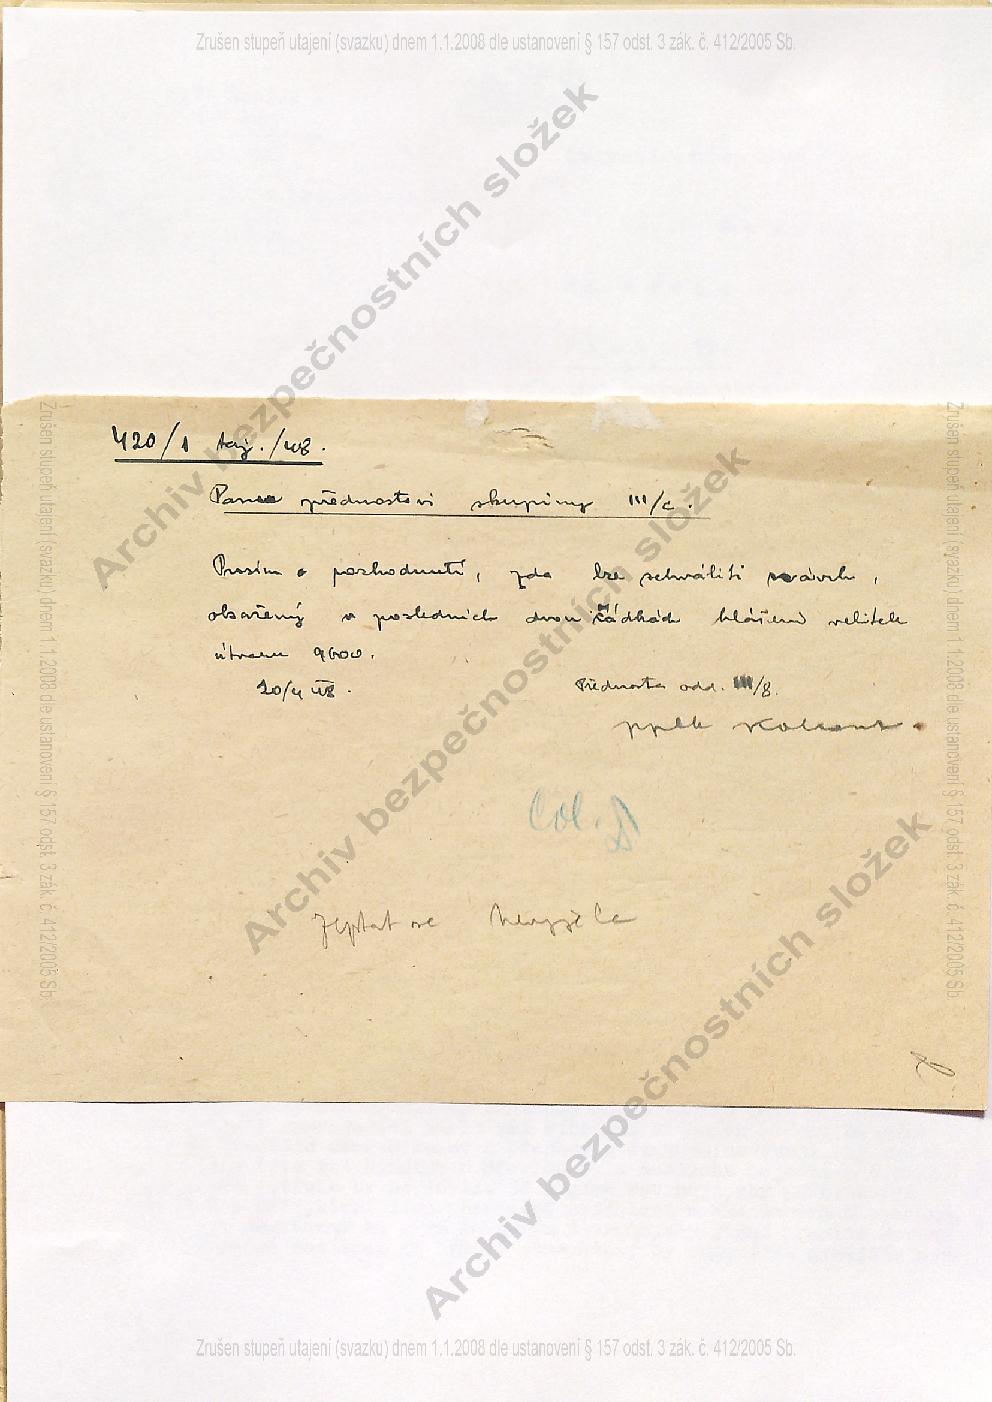 Zrušen stupeň utajení (svazku) dnem 1.1.2008 dle ustanovení § 157 odst. 3 zák. č. 412/2005 Sb.
420/1 taj./48.
Panu přednostovi skupiny III/c.
Prosím o rozhodnutí, zda lze schváliti návrh,
obsažený v posledních dvou řádkách hlášení velitele
útvaru 9600.
20/4 48.
Přednosta odd. III/8.
pplk
Col.
Zeptat se
Archiv bezpečnostních složek
Archiv bezpečnostních složek
Archiv bezpečnostních složek
Zrušen stupeň utajení (svazku) dnem 1.1.2008 dle ustanovení § 157 odst. 3 zák. č. 412/2005 Sb.
Zrušen stupeň utajení (svazku) dnem 1.1.2008 dle ustanovení § 157 odst. 3 zák. č. 412/2005 Sb.
Zrušen stupeň utajení (svazku) dnem 1.1.2008 dle ustanovení § 157 odst. 3 zák. č. 412/2005 Sb.